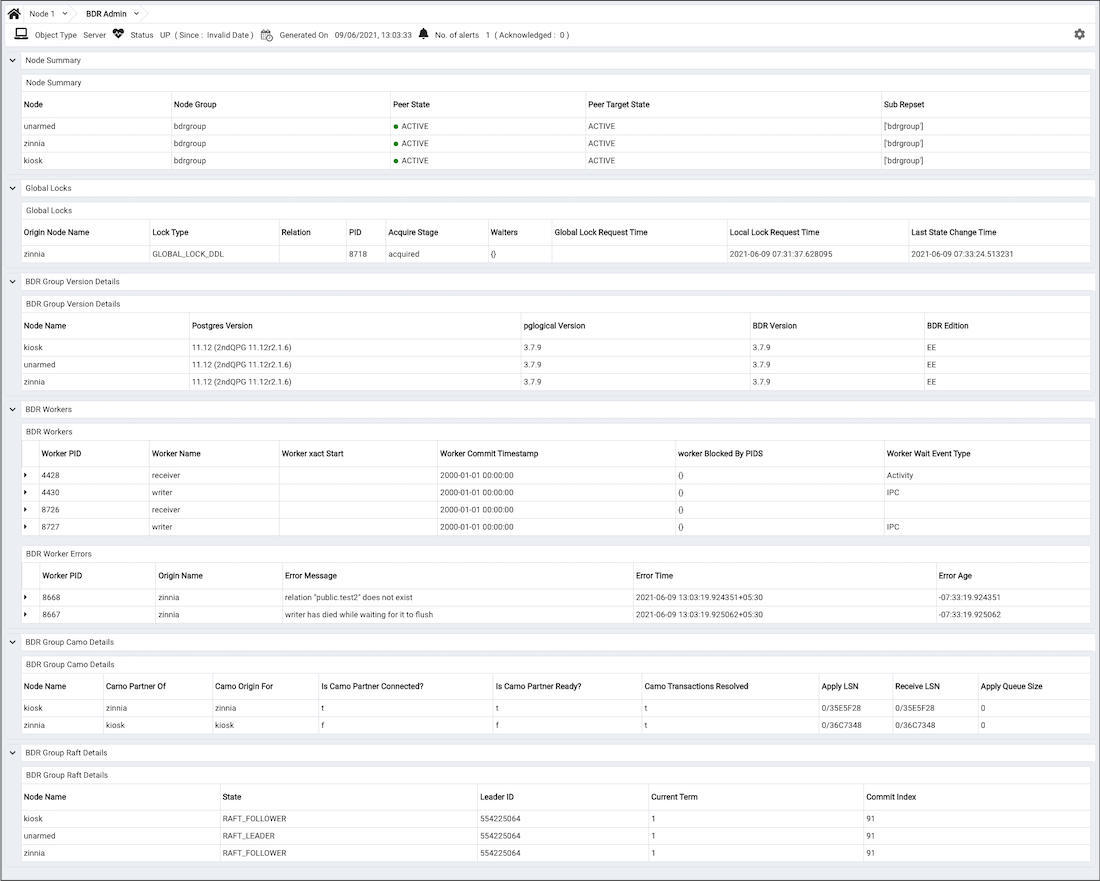 Node 1 BDR Admin
Object Type Server Status UP ( Since : Invalid Date ) Generated On 09/06/2021, 13:03:33 No. of alerts 1 ( Acknowledged : 0 )
Node Summary
Node Summary
Node Node Group Peer State Peer Target State Sub Repset
unarmed bdrgroup ACTIVE ACTIVE ['bdrgroup']
zinnia bdrgroup ACTIVE ACTIVE ['bdrgroup']
kiosk bdrgroup ACTIVE ACTIVE ['bdrgroup']
Global Locks
Global Locks
Origin Node Name Lock Type Relation PID Acquire Stage Waiters Global Lock Request Time Local Lock Request Time Last State Change Time
zinnia GLOBAL_LOCK_DDL 8718 acquired {} 2021-06-09 07:31:37.628095 2021-06-09 07:33:24.513231
BDR Group Version Details
BDR Group Version Details
Node Name Postgres Version pglogical Version BDR Version BDR Edition
kiosk 11.12 (2ndQPG 11.12r2.1.6) 3.7.9 3.7.9 EE
unarmed 11.12 (2ndQPG 11.12r2.1.6) 3.7.9 3.7.9 EE
zinnia 11.12 (2ndQPG 11.12r2.1.6) 3.7.9 3.7.9 EE
BDR Workers
BDR Workers
Worker PID Worker Name Worker xact Start Worker Commit Timestamp worker Blocked By PIDS Worker Wait Event Type
4428 receiver 2000-01-01 00:00:00 {} Activity
4430 writer 2000-01-01 00:00:00 {} IPC
8726 receiver 2000-01-01 00:00:00 {}
8727 writer 2000-01-01 00:00:00 {} IPC
BDR Worker Errors
Worker PID Origin Name Error Message Error Time Error Age
8668 zinnia relation "public.test2" does not exist 2021-06-09 13:03:19.924351+05:30 -07:33:19.924351
8667 zinnia writer has died while waiting for it to flush 2021-06-09 13:03:19.925062+05:30 -07:33:19.925062
BDR Group Camo Details
BDR Group Camo Details
Node Name Camo Partner Of Camo Origin For Is Camo Partner Connected? Is Camo Partner Ready? Camo Transactions Resolved Apply LSN Receive LSN Apply Queue Size
kiosk zinnia zinnia t t t 0/35E5F28 0/35E5F28 0
zinnia kiosk kiosk f f t 0/36C7348 0/36C7348 0
BDR Group Raft Details
BDR Group Raft Details
Node Name State Leader ID Current Term Commit Index
kiosk RAFT_FOLLOWER 554225064 1 91
unarmed RAFT_LEADER 554225064 1 91
zinnia RAFT_FOLLOWER 554225064 1 91